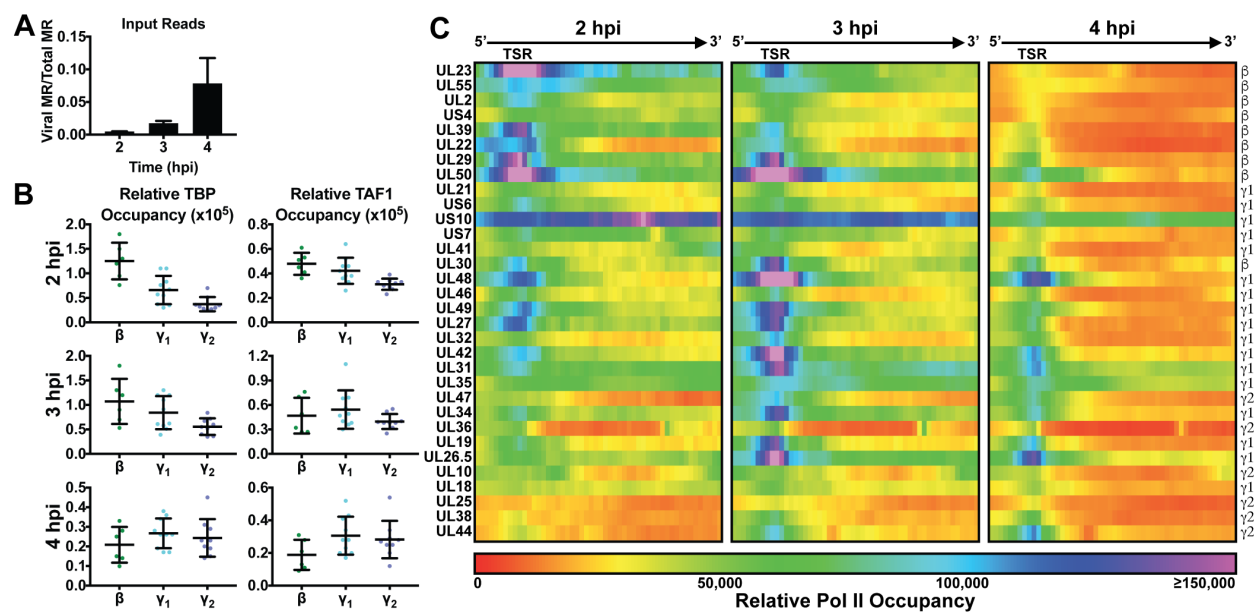 A
Input Reads
Viral MR/Total MR
0.15
0.10
0.05
0.00
2 3 4
Time (hpi)
B
Relative TBP Occupancy (x10⁵)
Relative TAF1 Occupancy (x10⁵)
2 hpi
2.0
1.5
1.0
0.5
0.0
β γ₁ γ₂
0.8
0.6
0.4
0.2
0.0
β γ₁ γ₂
3 hpi
2.0
1.5
1.0
0.5
0.0
β γ₁ γ₂
1.2
0.9
0.6
0.3
0.0
β γ₁ γ₂
4 hpi
0.5
0.4
0.3
0.2
0.1
0.0
β γ₁ γ₂
0.6
0.4
0.2
0.0
β γ₁ γ₂
C
5' 2 hpi 3'
TSR
5' 3 hpi 3'
TSR
5' 4 hpi 3'
TSR
UL23 β
UL55 β
UL2 β
US4 β
UL39 β
UL22 β
UL29 β
UL50 β
UL21 γ1
US6 γ1
US10 γ1
US7 γ1
UL41 γ1
UL30 β
UL48 γ1
UL46 γ1
UL49 γ1
UL27 γ1
UL32 γ1
UL42 γ1
UL31 γ1
UL35 γ1
UL47 γ2
UL34 γ1
UL36 γ2
UL19 γ1
UL26.5 γ1
UL10 γ2
UL18 γ1
UL25 γ2
UL38 γ2
UL44 γ2
0 50,000 100,000 ≥150,000
Relative Pol II Occupancy